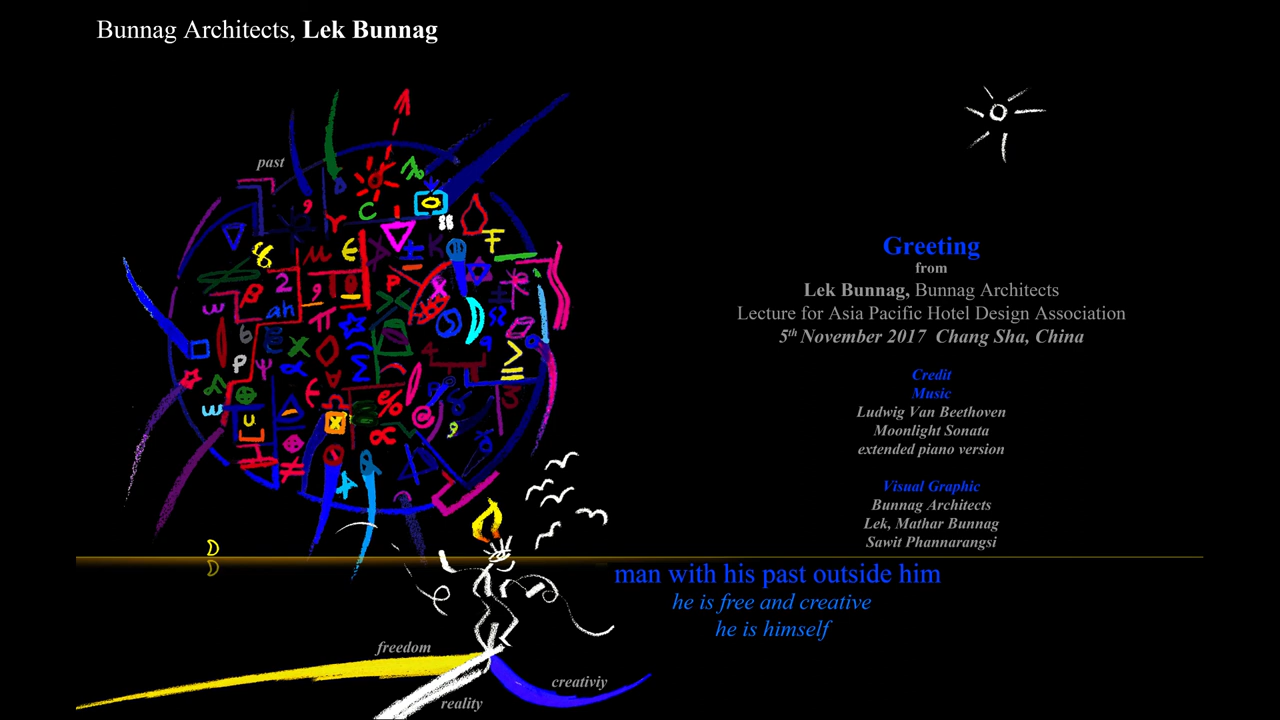 Bunnag Architects, Lek Bunnag
past
Greeting
from
Lek Bunnag, Bunnag Architects
Lecture for Asia Pacific Hotel Design Association
5th November 2017 Chang Sha, China
Credit
Music
Ludwig Van Beethoven
Moonlight Sonata
extended piano version
Visual Graphic
Bunnag Architects
Lek, Mathar Bunnag
Sawit Phannarangsi
man with his past outside him
he is free and creative
he is himself
freedom
creativiy
reality